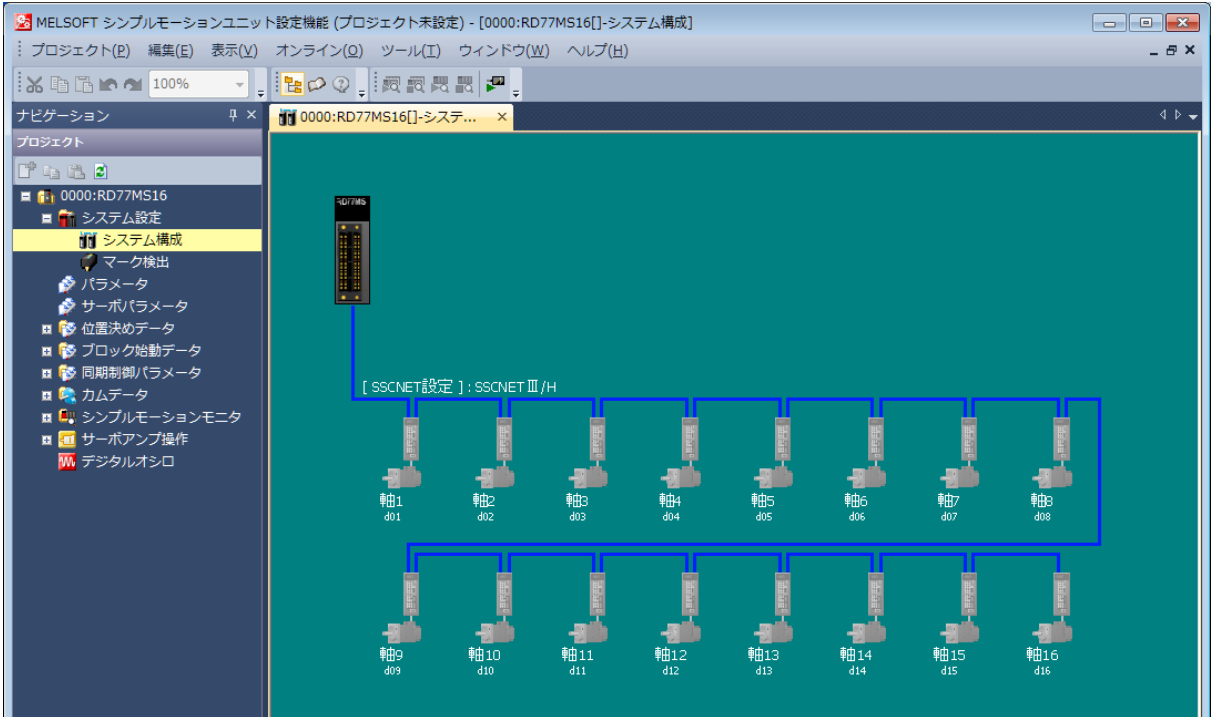 MELSOFT シンプルモーションユニット設定機能 (プロジェクト未設定) - [0000:RD77MS16[]-システム構成]
プロジェクト(P) 編集(E) 表示(V) オンライン(O) ツール(T) ウィンドウ(W) ヘルプ(H)
100%
ナビゲーション
0000:RD77MS16[]-システ...
プロジェクト
0000:RD77MS16
システム設定
システム構成
マーク検出
パラメータ
サーボパラメータ
位置決めデータ
ブロック始動データ
同期制御パラメータ
カムデータ
シンプルモーションモニタ
サーボアンプ操作
デジタルオシロ
RD77MS
[ SSCNET設定 ] : SSCNETⅢ/H
軸1 軸2 軸3 軸4 軸5 軸6 軸7 軸8
d01 d02 d03 d04 d05 d06 d07 d08
軸9 軸10 軸11 軸12 軸13 軸14 軸15 軸16
d09 d10 d11 d12 d13 d14 d15 d16